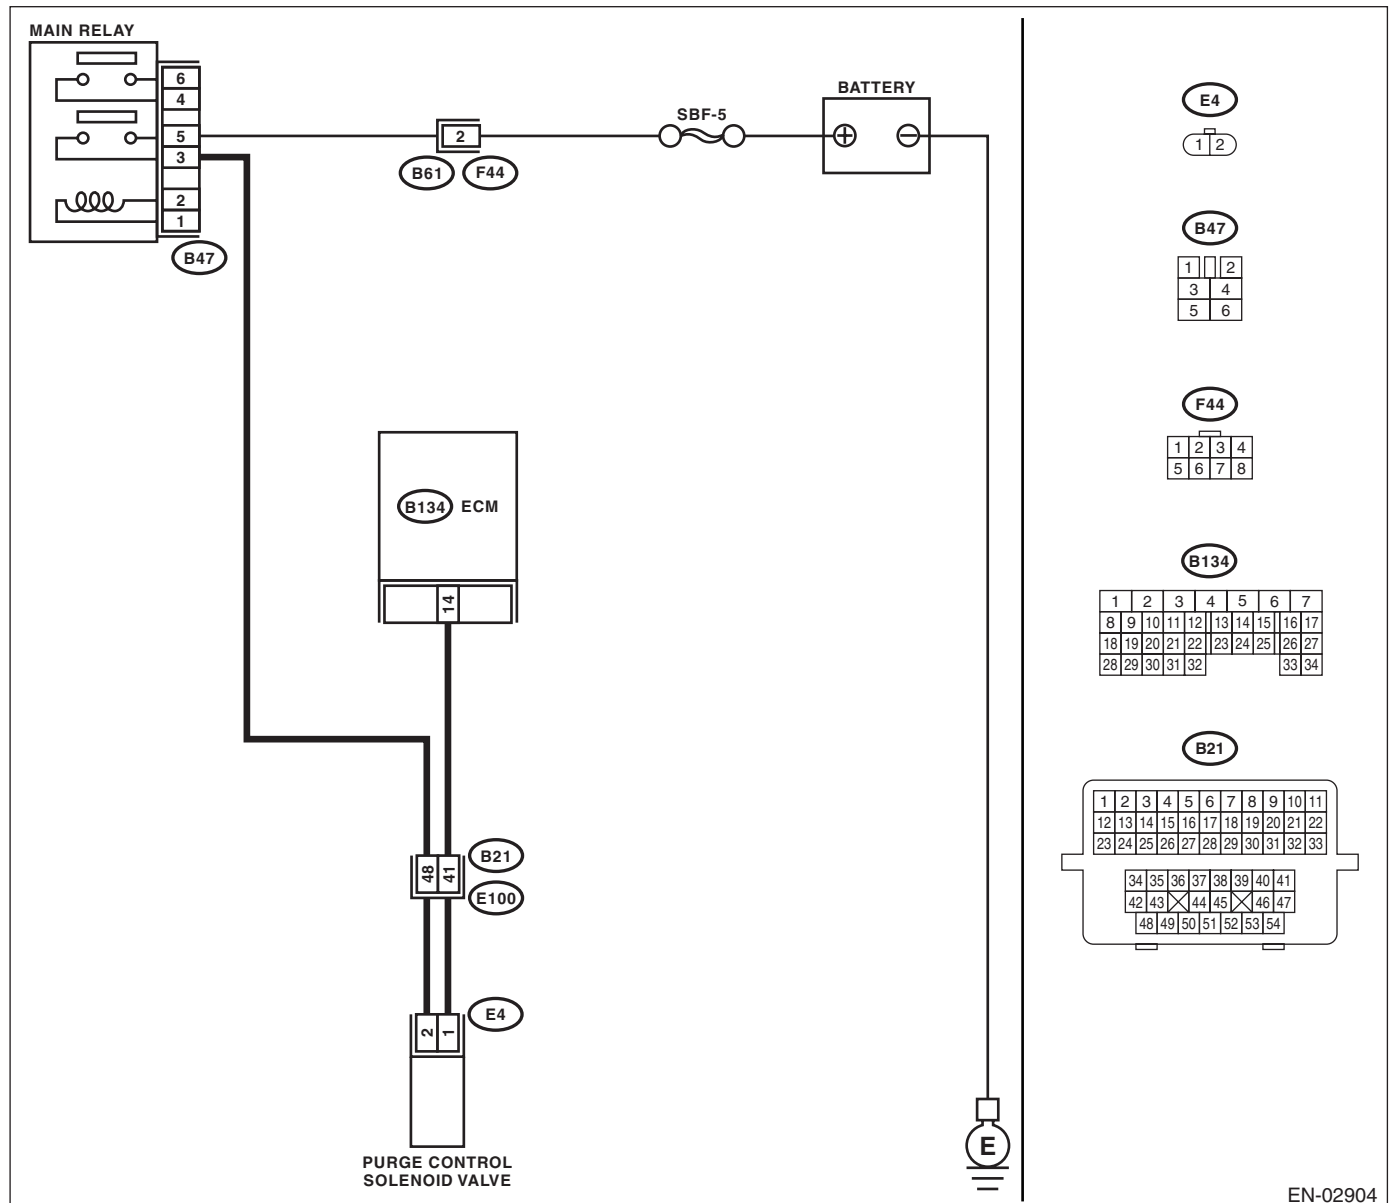 MAIN RELAY
6
4
5
3
2
1
B47
2
B61 F44
SBF-5
BATTERY
+ −
B134 ECM
14
48 41
B21
E100
2 1
E4
PURGE CONTROL
SOLENOID VALVE
E
E4
1 2
B47
1 2
3 4
5 6
F44
1 2 3 4
5 6 7 8
B134
1 2 3 4 5 6 7
8 9 10 11 12 13 14 15 16 17
18 19 20 21 22 23 24 25 26 27
28 29 30 31 32 33 34
B21
1 2 3 4 5 6 7 8 9 10 11
12 13 14 15 16 17 18 19 20 21 22
23 24 25 26 27 28 29 30 31 32 33
34 35 36 37 38 39 40 41
42 43 44 45 46 47
48 49 50 51 52 53 54
EN-02904